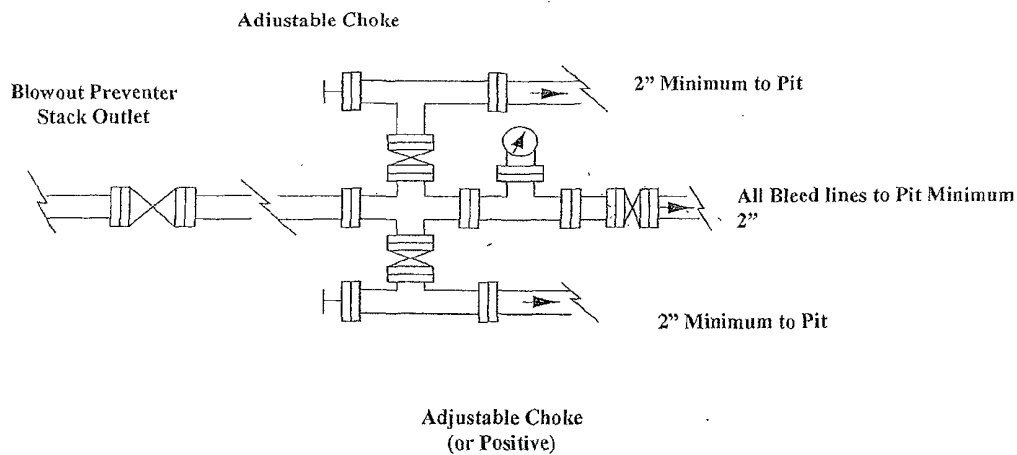 Adjustable Choke
Blowout Preventer
Stack Outlet
2" Minimum to Pit
All Bleed lines to Pit Minimum
2"
2" Minimum to Pit
Adjustable Choke
(or Positive)